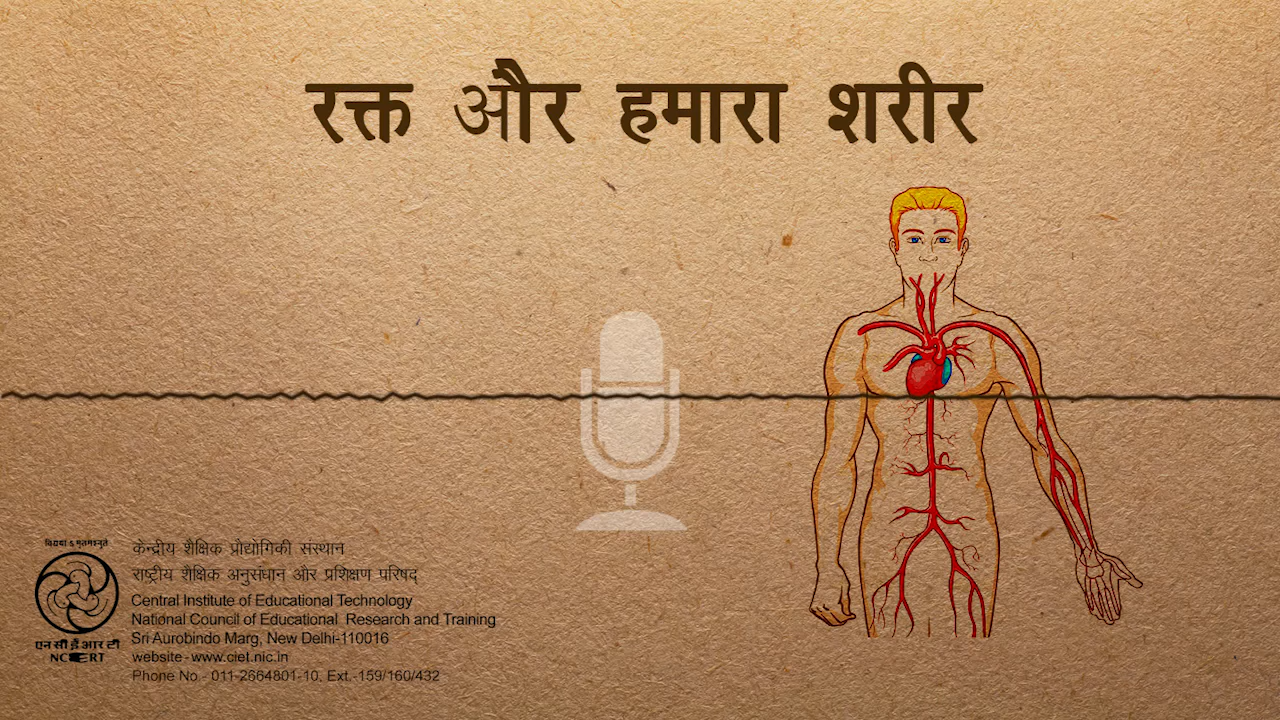 रक्त और हमारा शरीर
विद्यया ऽ मृतमश्नुते
एन सी ई आर टी
NCERT
केन्द्रीय शैक्षिक प्रौद्योगिकी संस्थान
राष्ट्रीय शैक्षिक अनुसंधान और प्रशिक्षण परिषद्
Central Institute of Educational Technology
National Council of Educational Research and Training
Sri Aurobindo Marg, New Delhi-110016
website - www.ciet.nic.in
Phone No.- 011-2664801-10, Ext.-159/160/432